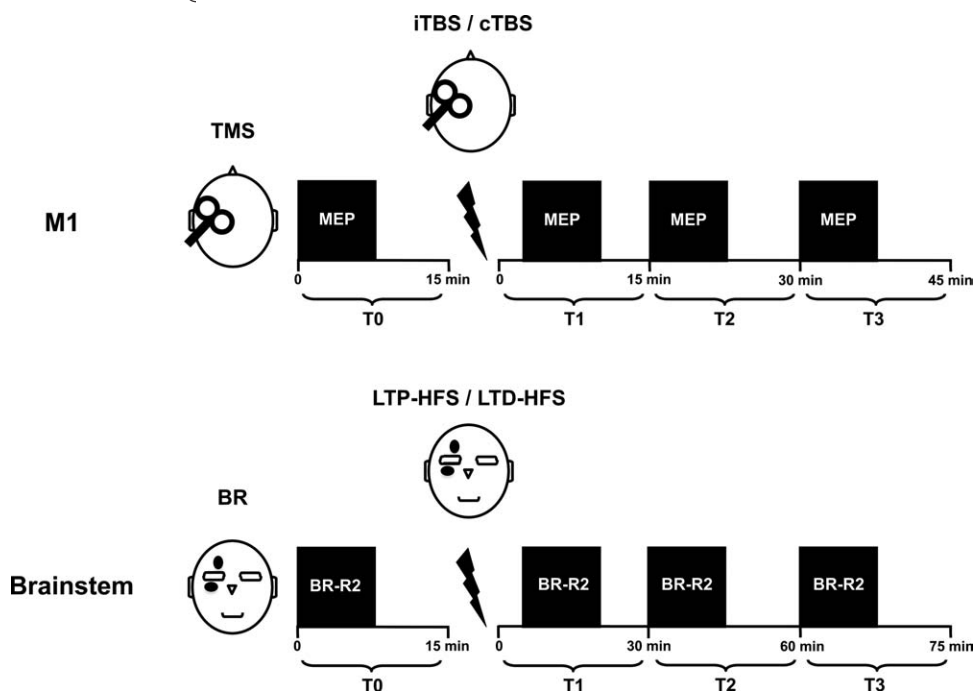 iTBS / cTBS
TMS
M1
MEP
MEP
MEP
MEP
0
15 min
0
15 min
30 min
45 min
T0
T1
T2
T3
LTP-HFS / LTD-HFS
BR
Brainstem
BR-R2
BR-R2
BR-R2
BR-R2
0
15 min
0
30 min
60 min
75 min
T0
T1
T2
T3